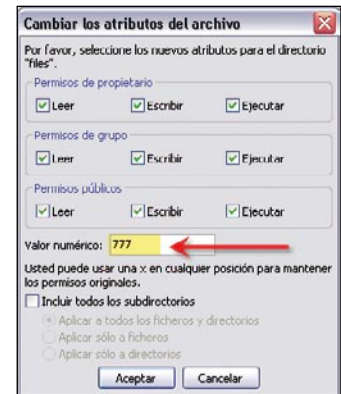 Cambiar los atributos del archivo
Por favor, seleccione los nuevos atributos para el directorio
"files".
Permisos de propietario
Leer Escribir Ejecutar
Permisos de grupo
Leer Escribir Ejecutar
Permisos públicos
Leer Escribir Ejecutar
Valor numérico: 777
Usted puede usar una x en cualquier posición para mantener
los permisos originales.
Incluir todos los subdirectorios
Aplicar a todos los ficheros y directorios
Aplicar sólo a ficheros
Aplicar sólo a directorios
Aceptar Cancelar